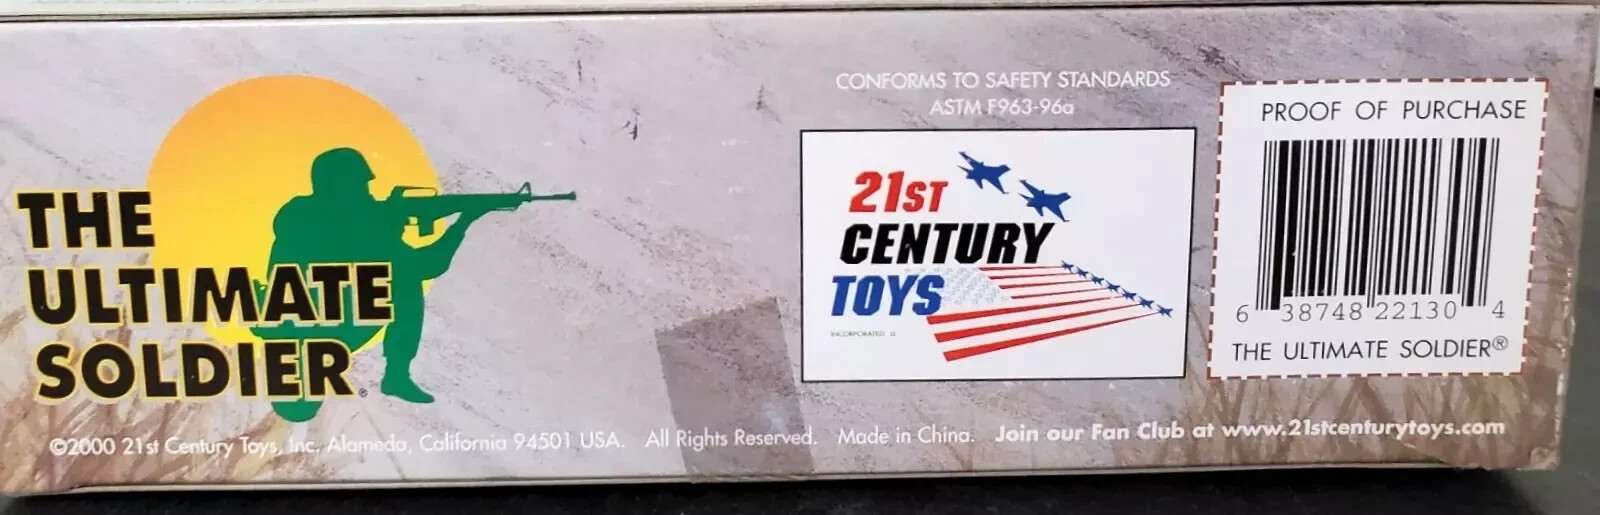 THE
ULTIMATE
SOLDIER®
CONFORMS TO SAFETY STANDARDS
ASTM F963-96a
21ST
CENTURY
TOYS
INCORPORATED
PROOF OF PURCHASE
6 38748 22130 4
THE ULTIMATE SOLDIER®
©2000 21st Century Toys, Inc. Alameda, California 94501 USA. All Rights Reserved. Made in China. Join our Fan Club at www.21stcenturytoys.com